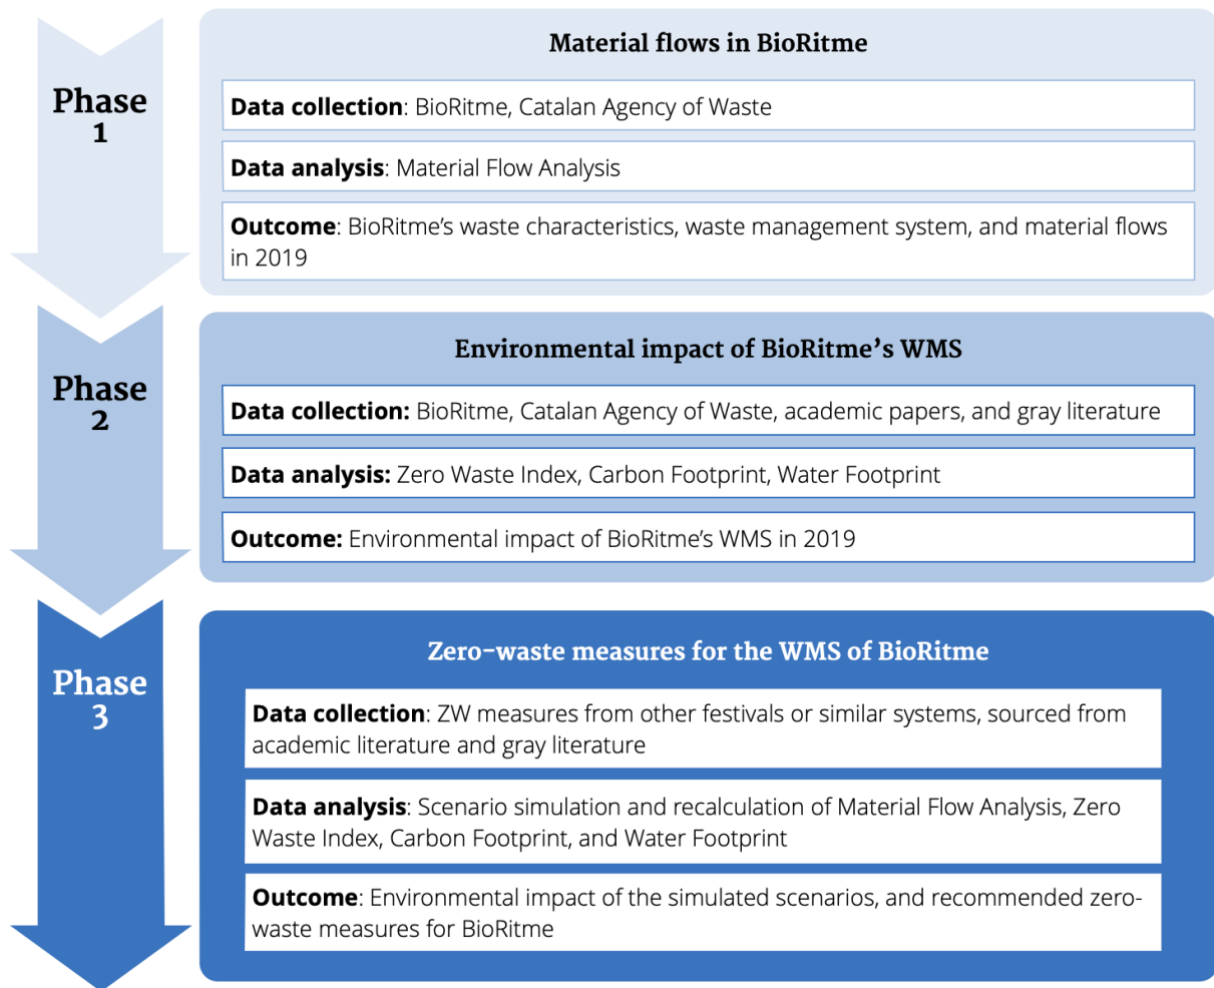 Phase
1
Material flows in BioRitme
Data collection: BioRitme, Catalan Agency of Waste
Data analysis: Material Flow Analysis
Outcome: BioRitme’s waste characteristics, waste management system, and material flows
in 2019
Phase
2
Environmental impact of BioRitme’s WMS
Data collection: BioRitme, Catalan Agency of Waste, academic papers, and gray literature
Data analysis: Zero Waste Index, Carbon Footprint, Water Footprint
Outcome: Environmental impact of BioRitme’s WMS in 2019
Phase
3
Zero-waste measures for the WMS of BioRitme
Data collection: ZW measures from other festivals or similar systems, sourced from
academic literature and gray literature
Data analysis: Scenario simulation and recalculation of Material Flow Analysis, Zero
Waste Index, Carbon Footprint, and Water Footprint
Outcome: Environmental impact of the simulated scenarios, and recommended zero-
waste measures for BioRitme